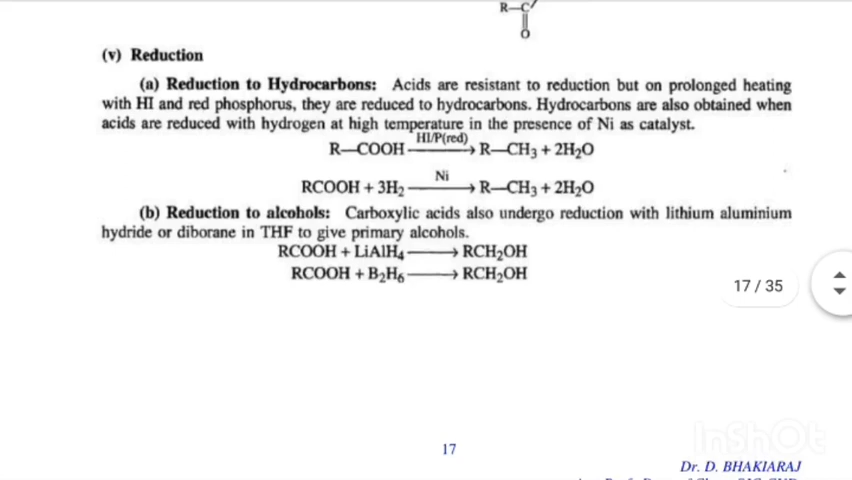 R—C
O
(v) Reduction
(a) Reduction to Hydrocarbons: Acids are resistant to reduction but on prolonged heating
with HI and red phosphorus, they are reduced to hydrocarbons. Hydrocarbons are also obtained when
acids are reduced with hydrogen at high temperature in the presence of Ni as catalyst.
HI/P(red)
R—COOH ⟶ R—CH₃ + 2H₂O
Ni
RCOOH + 3H₂ ⟶ R—CH₃ + 2H₂O
(b) Reduction to alcohols: Carboxylic acids also undergo reduction with lithium aluminium
hydride or diborane in THF to give primary alcohols.
RCOOH + LiAlH₄ ⟶ RCH₂OH
RCOOH + B₂H₆ ⟶ RCH₂OH
17 / 35
InShOt
17
Dr. D. BHAKIARAJ